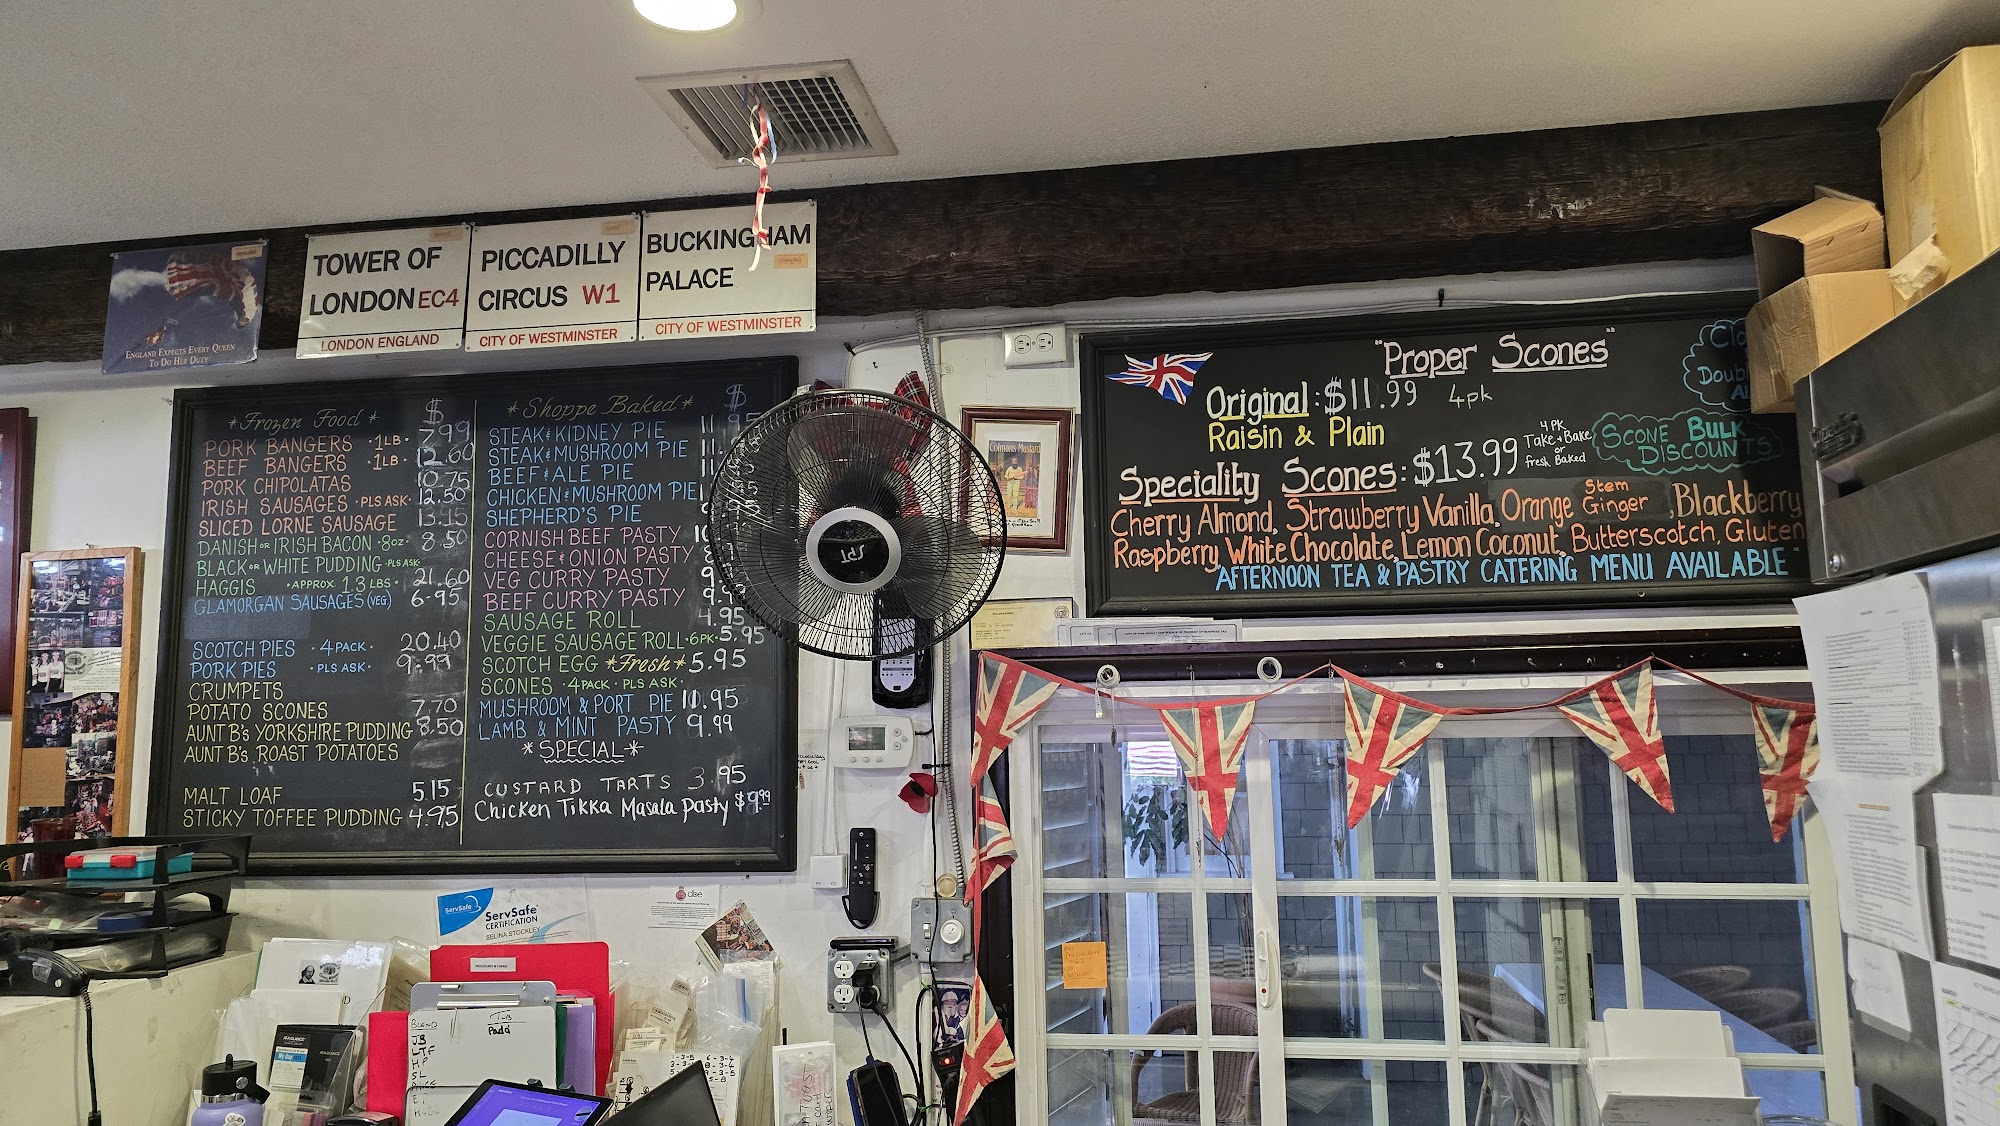 ENGLAND EXPECTS EVERY QUEEN
TO DO HER DUTY
TOWER OF
LONDON EC4
LONDON ENGLAND
PICCADILLY
CIRCUS W1
CITY OF WESTMINSTER
BUCKINGHAM
PALACE
CITY OF WESTMINSTER
*Frozen Food* $
PORK BANGERS ·1LB· 7.99
BEEF BANGERS ·1LB· 12.60
PORK CHIPOLATAS 10.75
IRISH SAUSAGES ·PLS ASK· 12.50
SLICED LORNE SAUSAGE 13.15
DANISH OR IRISH BACON ·8oz· 8.50
BLACK OR WHITE PUDDING ·PLS ASK·
HAGGIS ·APPROX 1.3 LBS· 21.60
GLAMORGAN SAUSAGES (VEG) 6.95
SCOTCH PIES ·4 PACK· 20.40
PORK PIES ·PLS ASK· 9.99
CRUMPETS
POTATO SCONES 7.70
AUNT B's YORKSHIRE PUDDING 8.50
AUNT B's ROAST POTATOES
MALT LOAF 5.15
STICKY TOFFEE PUDDING 4.95
*Shoppe Baked* $
STEAK & KIDNEY PIE
STEAK & MUSHROOM PIE
BEEF & ALE PIE
CHICKEN & MUSHROOM PIE
SHEPHERD'S PIE
CORNISH BEEF PASTY
CHEESE & ONION PASTY
VEG CURRY PASTY
BEEF CURRY PASTY
SAUSAGE ROLL 4.95
VEGGIE SAUSAGE ROLL ·6PK· 5.95
SCOTCH EGG *Fresh* 5.95
SCONES ·4PACK· PLS ASK·
MUSHROOM & PORT PIE 11.95
LAMB & MINT PASTY 9.99
*SPECIAL*
CUSTARD TARTS 3.95
Chicken Tikka Masala Pasty $9.99
Colmans Mustard
"Proper Scones"
Original: $11.99 4pk
Raisin & Plain
Speciality Scones: $13.99
4 PK
Take & Bake
or
fresh Baked
SCONE BULK
DISCOUNTS
Cherry Almond, Strawberry Vanilla, Orange Stem Ginger, Blackberry
Raspberry White Chocolate, Lemon Coconut, Butterscotch, Gluten
AFTERNOON TEA & PASTRY CATERING MENU AVAILABLE
ServSafe
ServSafe
CERTIFICATION
SELINA STOCKLEY
BLEND